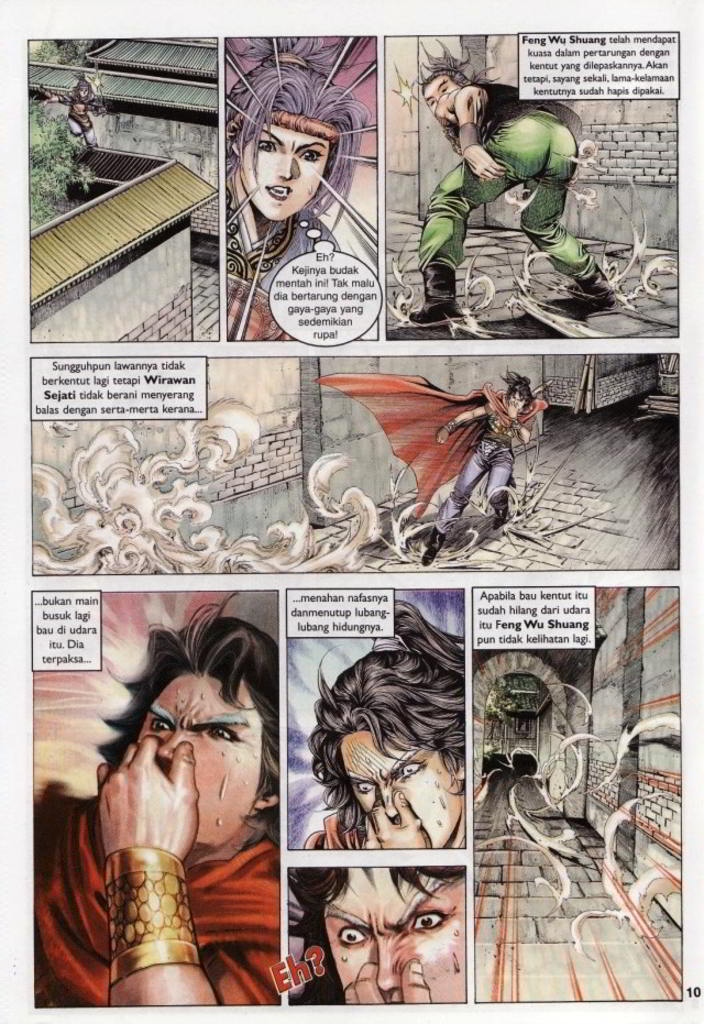 Feng Wu Shuang telah mendapat
kuasa dalam pertarungan dengan
kentut yang dilepaskannya. Akan
tetapi, sayang sekali, lama-kelamaan
kentutnya sudah hapis dipakai.
Eh?
Kejinya budak
mentah ini! Tak malu
dia bertarung dengan
gaya-gaya yang
sedemikian
rupa!
Sungguhpun lawannya tidak
berkentut lagi tetapi Wirawan
Sejati tidak berani menyerang
balas dengan serta-merta kerana...
...bukan main
busuk lagi
bau di udara
itu. Dia
terpaksa...
...menahan nafasnya
danmenutup lubang-
lubang hidungnya.
Eh?
Apabila bau kentut itu
sudah hilang dari udara
itu Feng Wu Shuang
pun tidak kelihatan lagi.
10